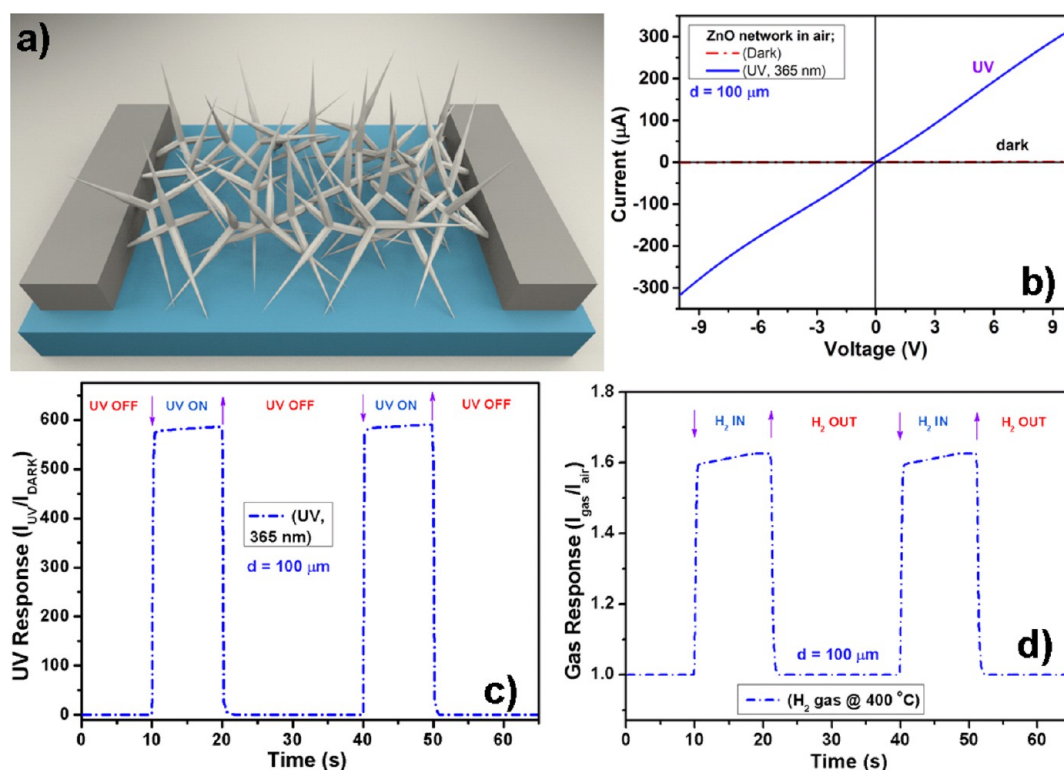 a)
ZnO network in air;
(Dark)
(UV, 365 nm)
d = 100 μm
UV
dark
b)
Current (μA)
300
200
100
0
-100
-200
-300
-9
-6
-3
0
3
6
9
Voltage (V)
UV OFF
UV ON
UV OFF
UV ON
UV OFF
(UV,
365 nm)
d = 100 μm
c)
UV Response (I_UV/I_DARK)
600
500
400
300
200
100
0
0
10
20
30
40
50
60
Time (s)
H₂ IN
H₂ OUT
H₂ IN
H₂ OUT
d = 100 μm
(H₂ gas @ 400 °C)
d)
Gas Response (I_gas/I_air)
1.8
1.6
1.4
1.2
1.0
0
10
20
30
40
50
60
Time (s)